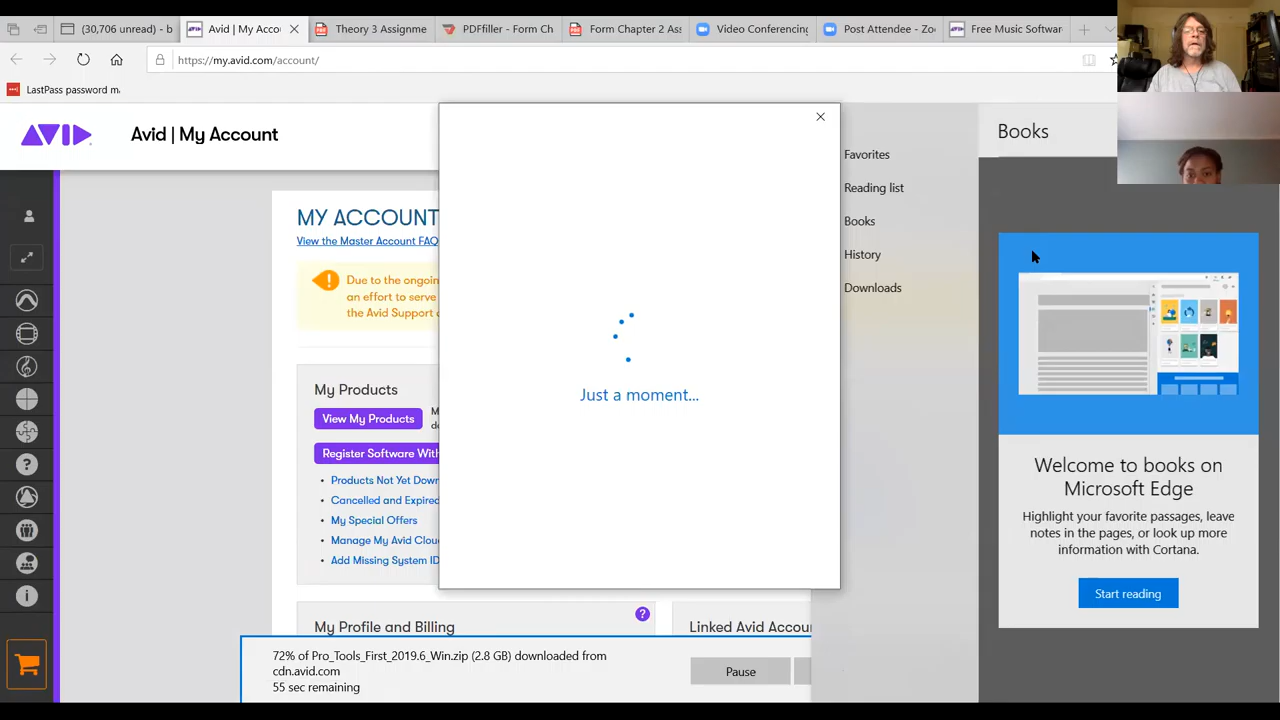 (30,706 unread) - b
Avid | My Acco
Theory 3 Assignme
PDFfiller - Form Ch
Form Chapter 2 Ass
Video Conferencing
Post Attendee - Zo
Free Music Softwar
https://my.avid.com/account/
LastPass password ma
AVID
Avid | My Account
MY ACCOUNT
View the Master Account FAQ
Due to the ongoin
an effort to serve
the Avid Support
My Products
View My Products
Register Software With
Products Not Yet Down
Cancelled and Expired
My Special Offers
Manage My Avid Clou
Add Missing System ID
My Profile and Billing
?
Linked Avid Accou
Just a moment...
72% of Pro_Tools_First_2019.6_Win.zip (2.8 GB) downloaded from
cdn.avid.com
55 sec remaining
Pause
Favorites
Reading list
Books
History
Downloads
Books
Welcome to books on
Microsoft Edge
Highlight your favorite passages, leave
notes in the pages, or look up more
information with Cortana.
Start reading